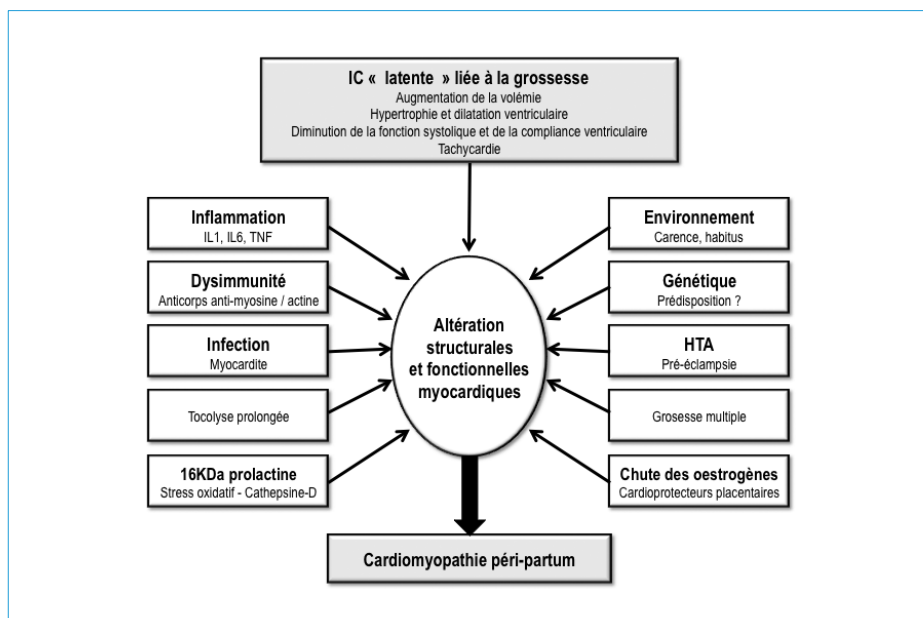 IC « latente » liée à la grossesse
Augmentation de la volémie
Hypertrophie et dilatation ventriculaire
Diminution de la fonction systolique et de la compliance ventriculaire
Tachycardie
Inflammation
IL1, IL6, TNF
Dysimmunité
Anticorps anti-myosine / actine
Infection
Myocardite
Tocolyse prolongée
16KDa prolactine
Stress oxidatif - Cathepsine-D
Altération
structurales
et fonctionnelles
myocardiques
Environnement
Carence, habitus
Génétique
Prédisposition ?
HTA
Pré-éclampsie
Grosesse multiple
Chute des oestrogènes
Cardioprotecteurs placentaires
Cardiomyopathie péri-partum